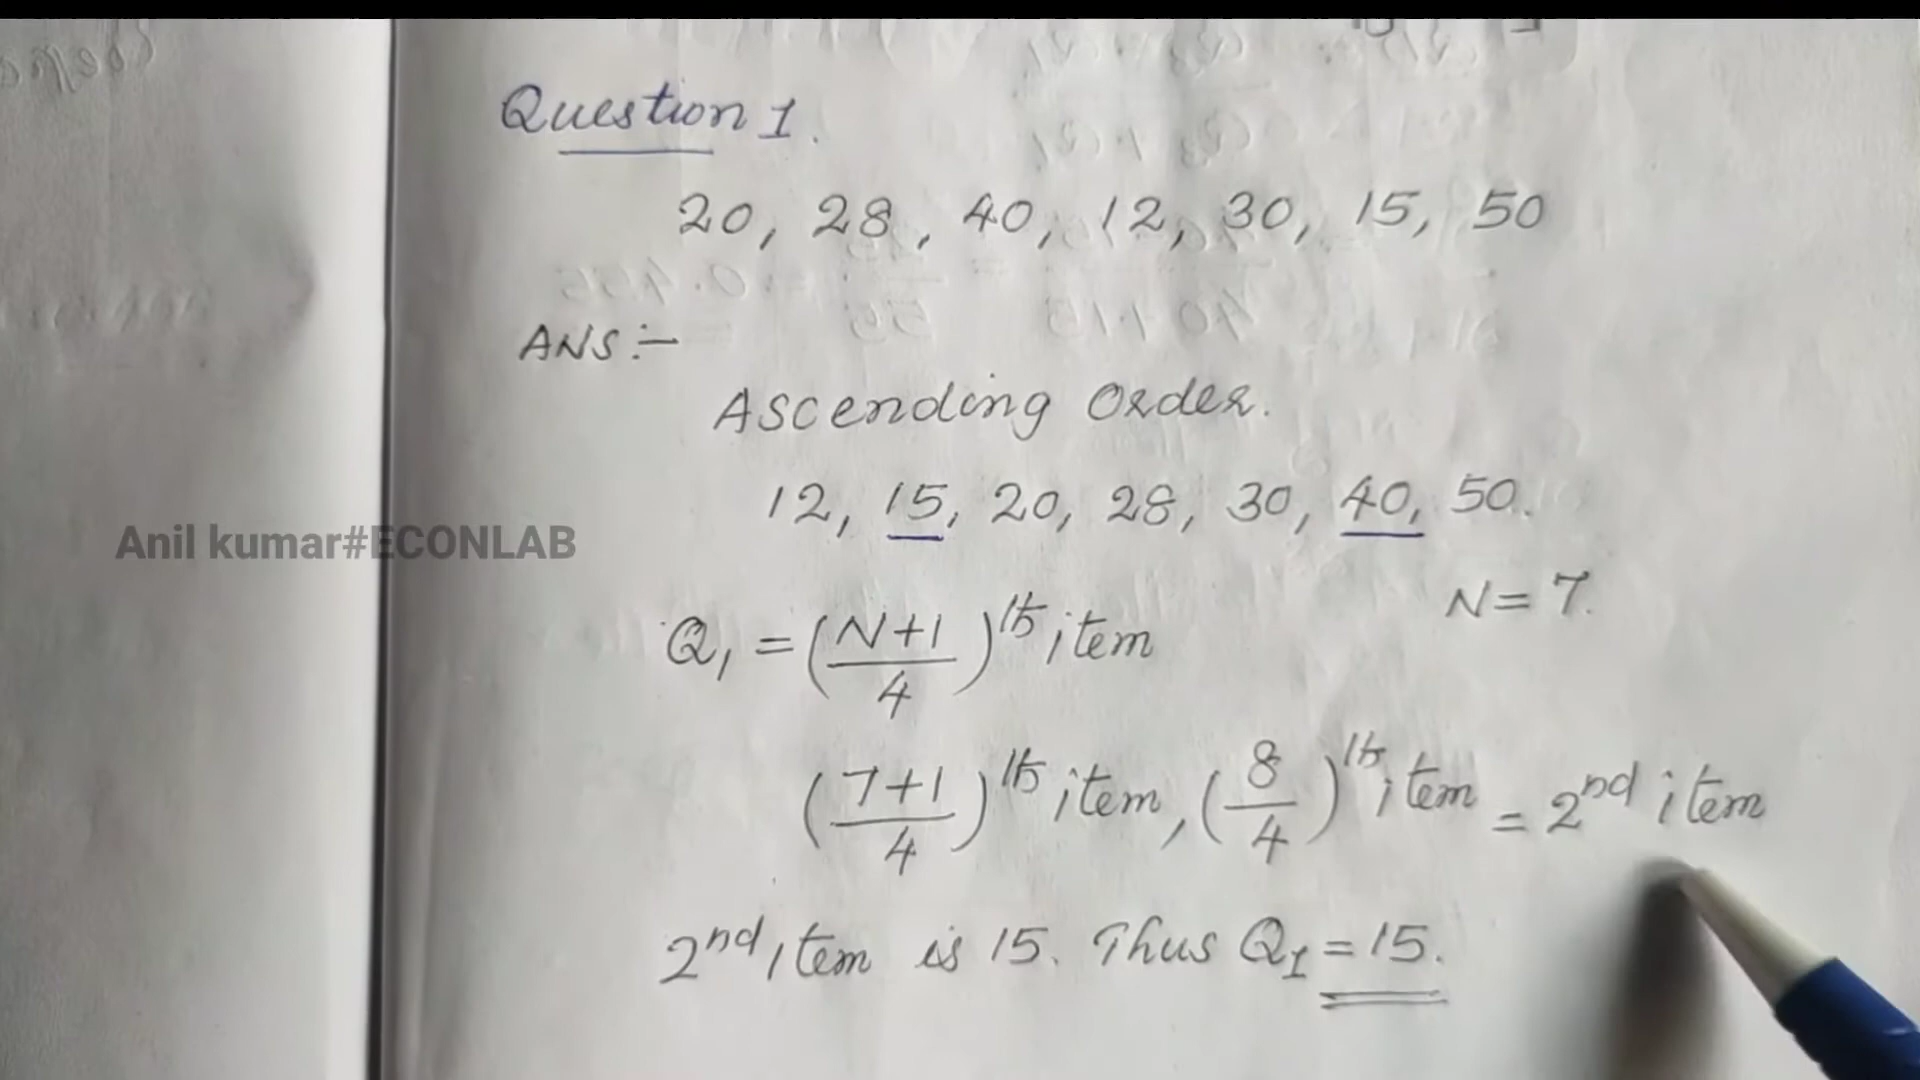 Question 1.
20, 28, 40, 12, 30, 15, 50
ANS :-
Ascending Order.
12, 15, 20, 28, 30, 40, 50.
Anil kumar#ECONLAB
N = 7.
Q₁ = (N+1/4)th item
(7+1/4)th item, (8/4)th item = 2nd item
2nd item is 15. Thus Q₁ = 15.